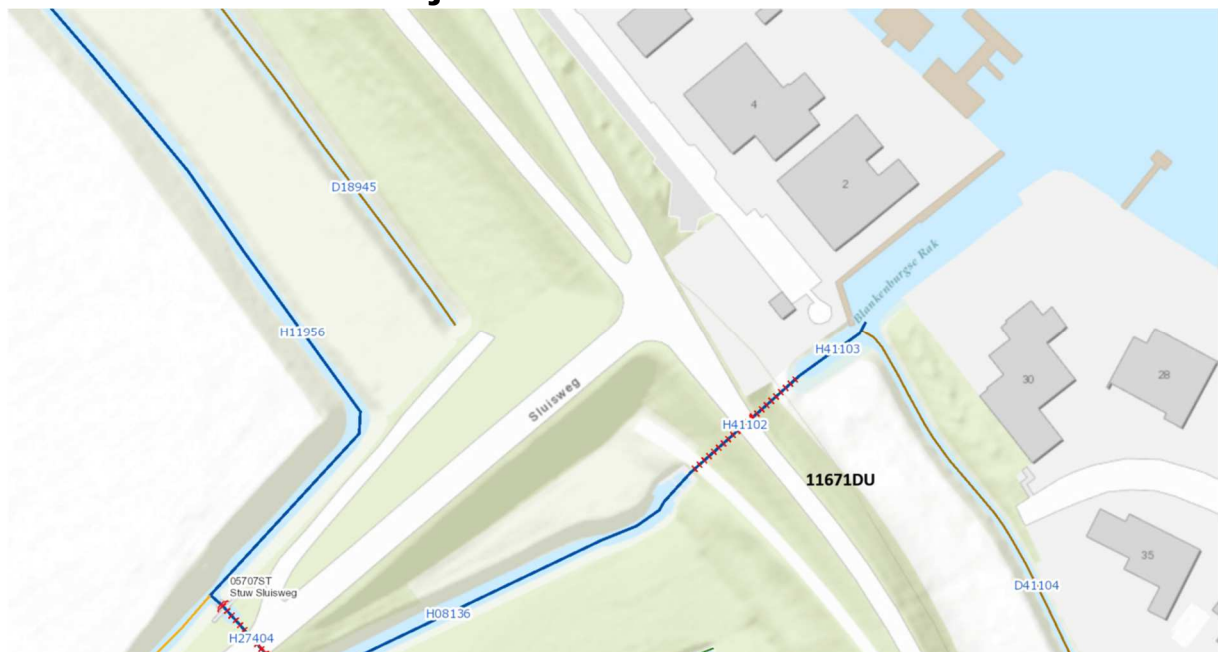 4
2
D18945
Blankenburgse Rak
H11956
H41103
30
28
Sluisweg
H41102
11671DU
35
05707ST
Stuw Sluisweg
D41104
H08136
H27404